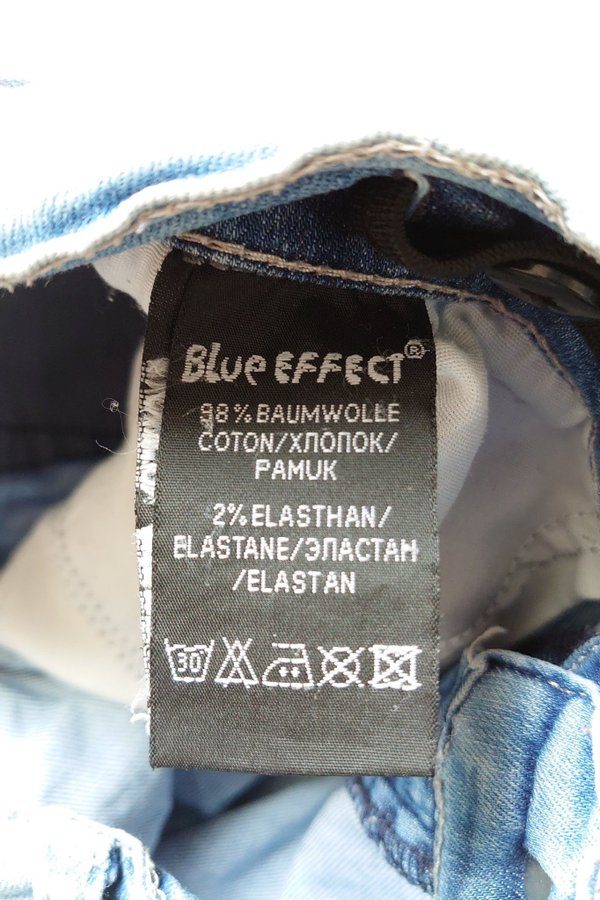 Blue EFFECT®
98% BAUMWOLLE
COTON/ХЛОПОК/
PAMUK
2% ELASTHAN/
ELASTANE/ЭЛАСТАН
/ELASTAN
30